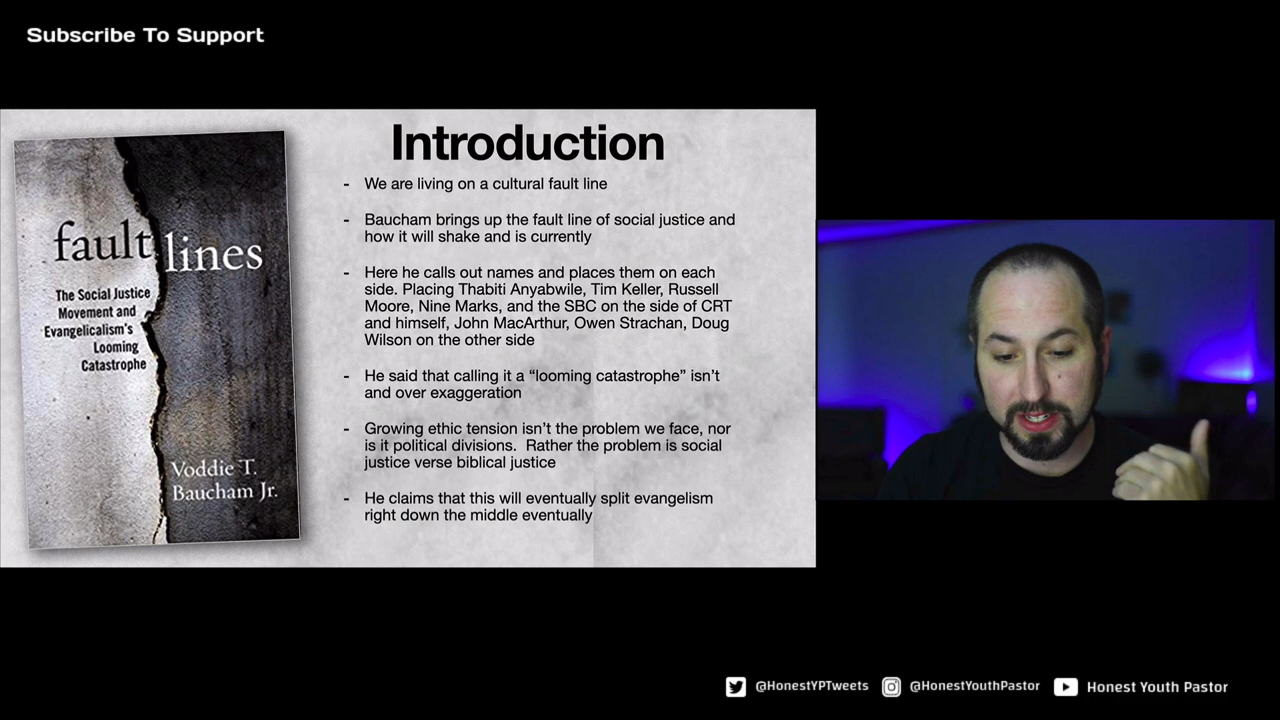 Subscribe To Support
Introduction
fault lines
The Social Justice
Movement and
Evangelicalism's
Looming
Catastrophe
Voddie T.
Baucham Jr.
- We are living on a cultural fault line
- Baucham brings up the fault line of social justice and
how it will shake and is currently
- Here he calls out names and places them on each
side. Placing Thabiti Anyabwile, Tim Keller, Russell
Moore, Nine Marks, and the SBC on the side of CRT
and himself, John MacArthur, Owen Strachan, Doug
Wilson on the other side
- He said that calling it a “looming catastrophe” isn’t
and over exaggeration
- Growing ethic tension isn’t the problem we face, nor
is it political divisions.  Rather the problem is social
justice verse biblical justice
- He claims that this will eventually split evangelism
right down the middle eventually
@HonestYPTweets
@HonestYouthPastor
Honest Youth Pastor